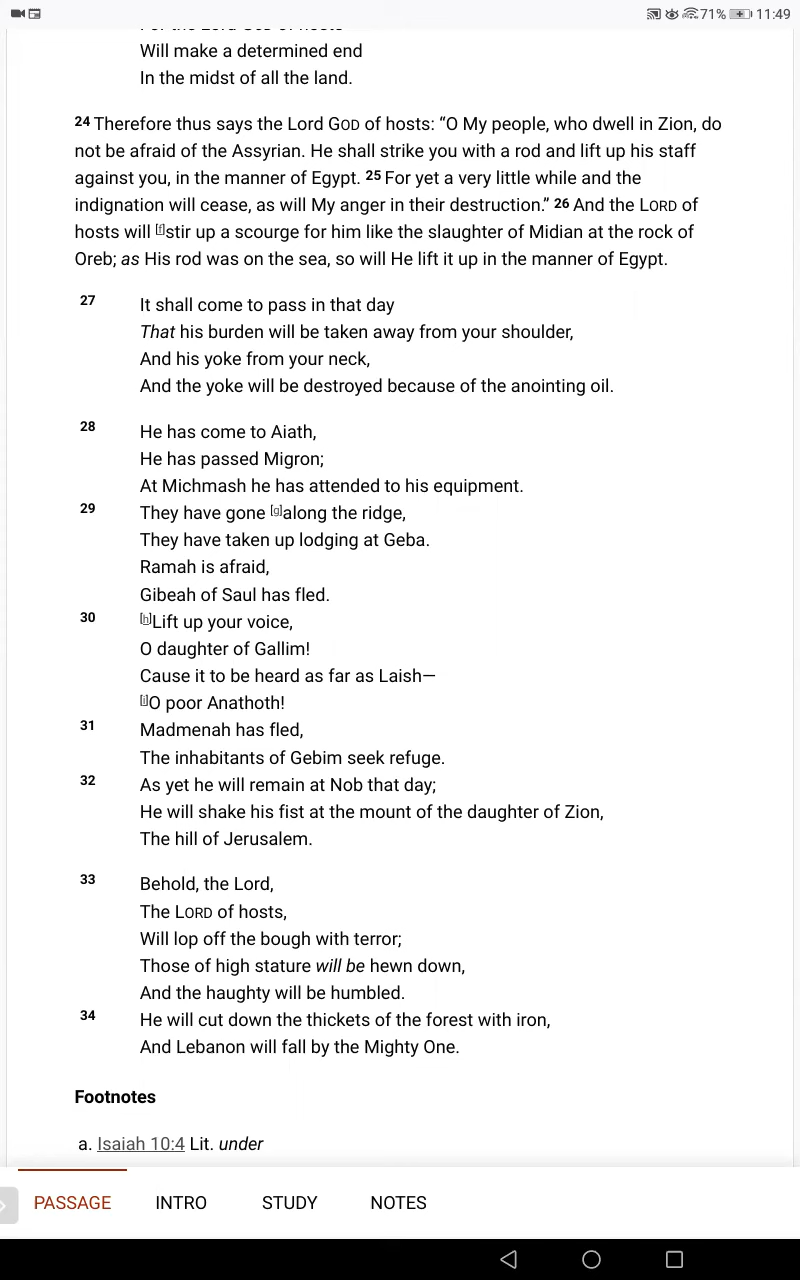 71% 11:49
For the Lord God of hosts
Will make a determined end
In the midst of all the land.
24 Therefore thus says the Lord GOD of hosts: “O My people, who dwell in Zion, do
not be afraid of the Assyrian. He shall strike you with a rod and lift up his staff
against you, in the manner of Egypt. 25 For yet a very little while and the
indignation will cease, as will My anger in their destruction.” 26 And the LORD of
hosts will [f]stir up a scourge for him like the slaughter of Midian at the rock of
Oreb; as His rod was on the sea, so will He lift it up in the manner of Egypt.
27 It shall come to pass in that day
That his burden will be taken away from your shoulder,
And his yoke from your neck,
And the yoke will be destroyed because of the anointing oil.
28 He has come to Aiath,
He has passed Migron;
At Michmash he has attended to his equipment.
29 They have gone [g]along the ridge,
They have taken up lodging at Geba.
Ramah is afraid,
Gibeah of Saul has fled.
30 [h]Lift up your voice,
O daughter of Gallim!
Cause it to be heard as far as Laish—
[i]O poor Anathoth!
31 Madmenah has fled,
The inhabitants of Gebim seek refuge.
32 As yet he will remain at Nob that day;
He will shake his fist at the mount of the daughter of Zion,
The hill of Jerusalem.
33 Behold, the Lord,
The LORD of hosts,
Will lop off the bough with terror;
Those of high stature will be hewn down,
And the haughty will be humbled.
34 He will cut down the thickets of the forest with iron,
And Lebanon will fall by the Mighty One.
Footnotes
a. Isaiah 10:4 Lit. under
PASSAGE INTRO STUDY NOTES